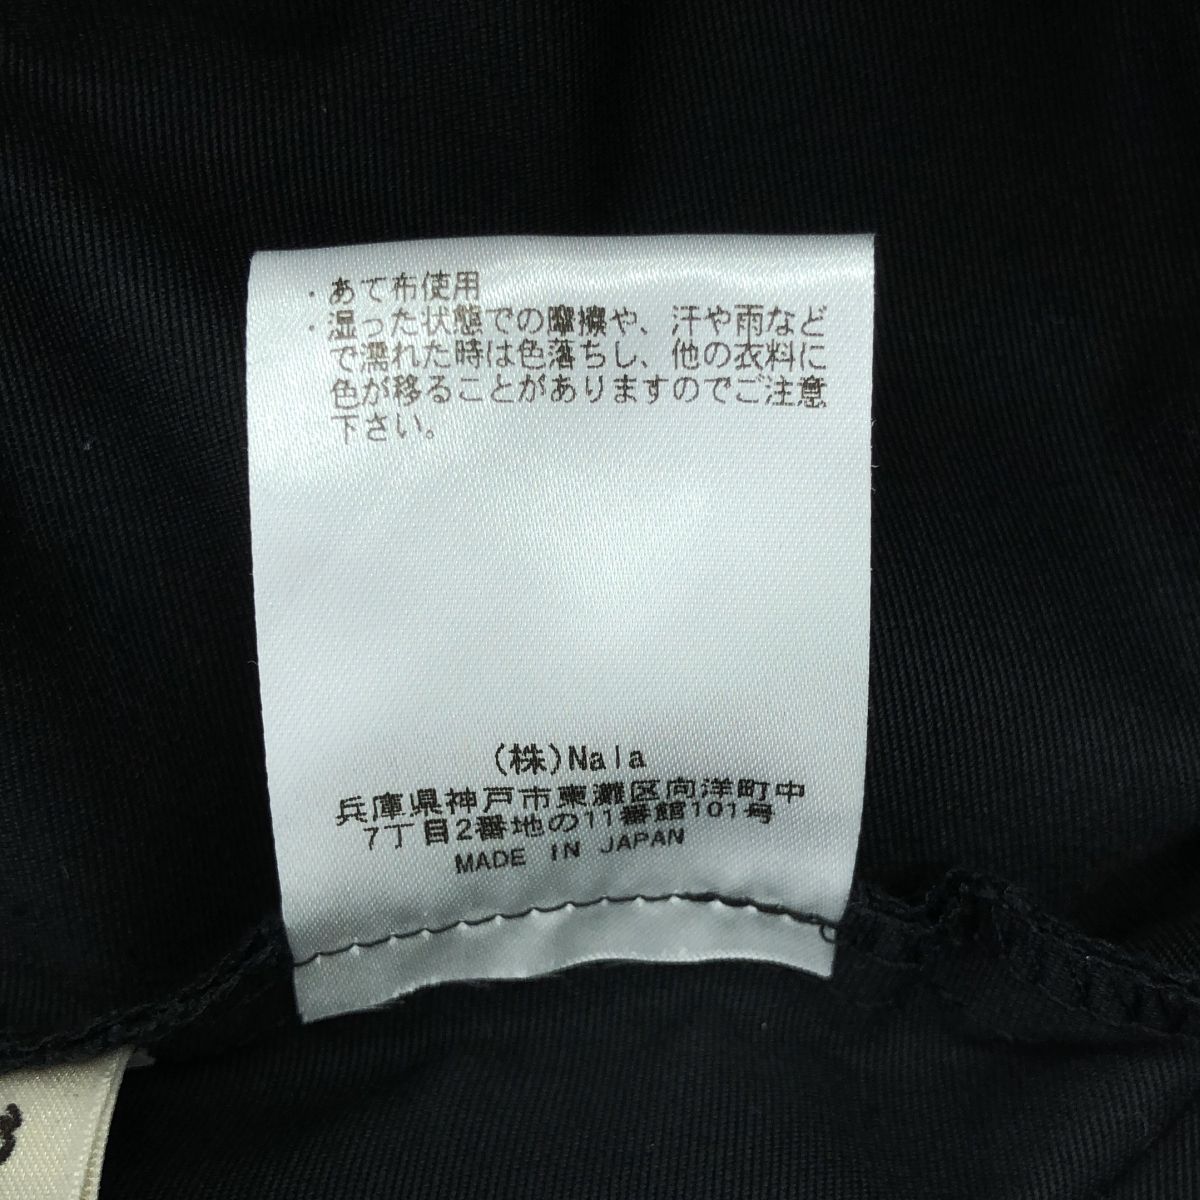 ・あて布使用
・湿った状態での摩擦や、汗や雨など
で濡れた時は色落ちし、他の衣料に
色が移ることがありますのでご注意
下さい。
(株)Nala
兵庫県神戸市東灘区向洋町中
7丁目2番地の11番館101号
MADE IN JAPAN